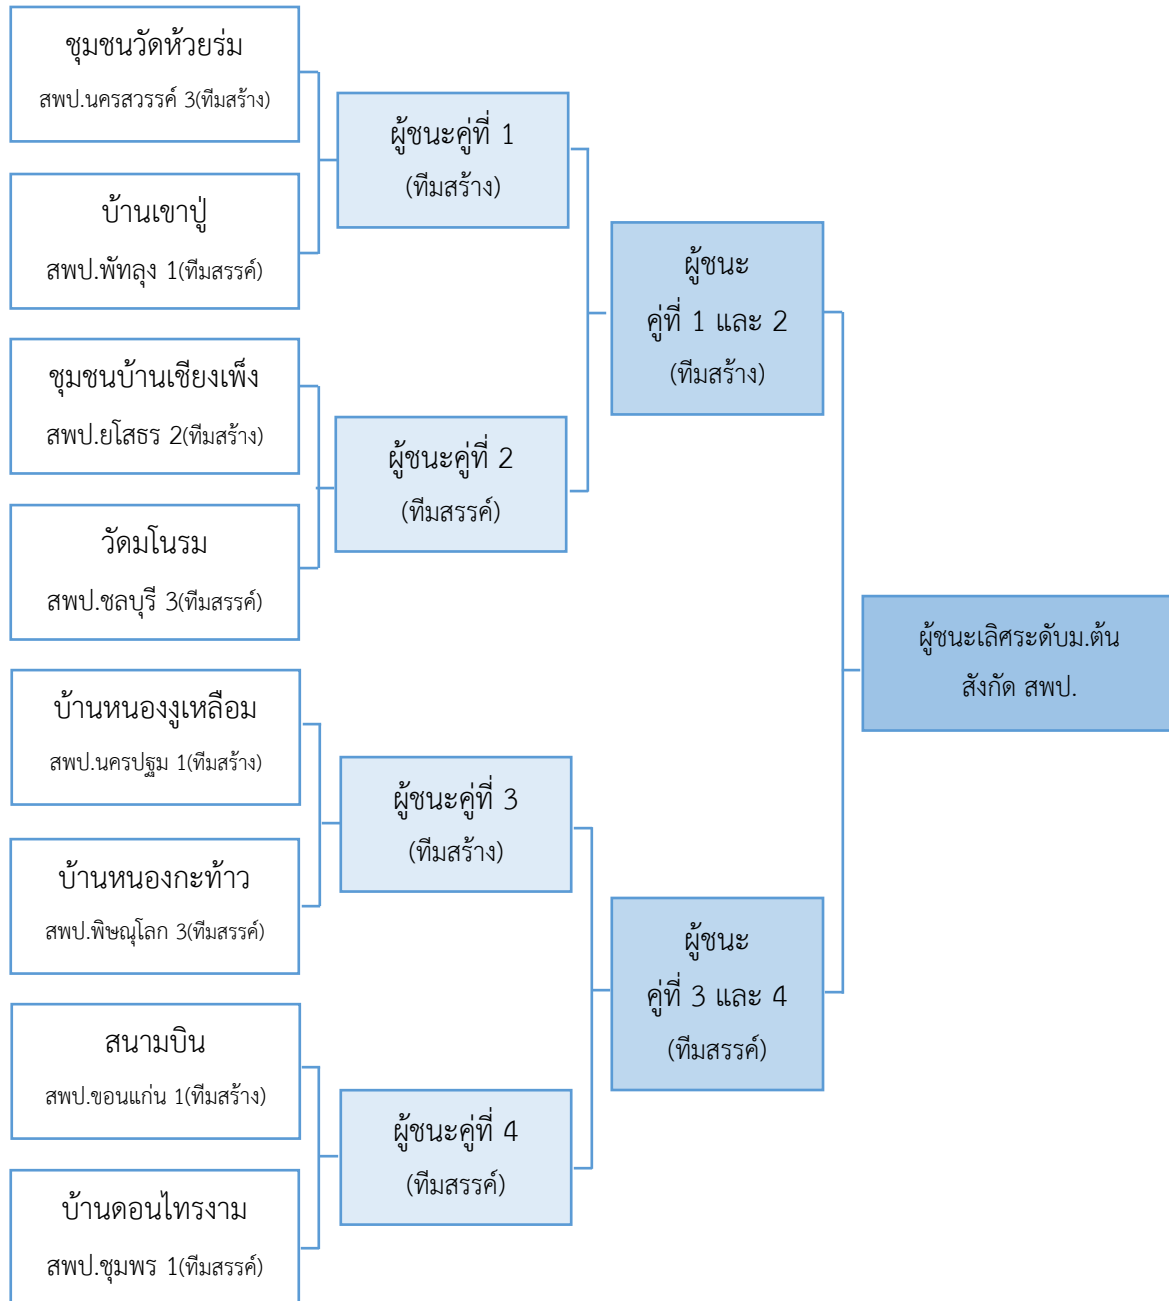 ชุมชนวัดห้วยร่ม
สพป.นครสวรรค์ 3(ทีมสร้าง)
บ้านเขาปู่
สพป.พัทลุง 1(ทีมสรรค์)
ชุมชนบ้านเชียงเพ็ง
สพป.ยโสธร 2(ทีมสร้าง)
วัดมโนรม
สพป.ชลบุรี 3(ทีมสรรค์)
บ้านหนองงูเหลือม
สพป.นครปฐม 1(ทีมสร้าง)
บ้านหนองกะท้าว
สพป.พิษณุโลก 3(ทีมสรรค์)
สนามบิน
สพป.ขอนแก่น 1(ทีมสร้าง)
บ้านดอนไทรงาม
สพป.ชุมพร 1(ทีมสรรค์)
ผู้ชนะคู่ที่ 1
(ทีมสร้าง)
ผู้ชนะคู่ที่ 2
(ทีมสรรค์)
ผู้ชนะคู่ที่ 3
(ทีมสร้าง)
ผู้ชนะคู่ที่ 4
(ทีมสรรค์)
ผู้ชนะ
คู่ที่ 1 และ 2
(ทีมสร้าง)
ผู้ชนะ
คู่ที่ 3 และ 4
(ทีมสรรค์)
ผู้ชนะเลิศระดับม.ต้น
สังกัด สพป.